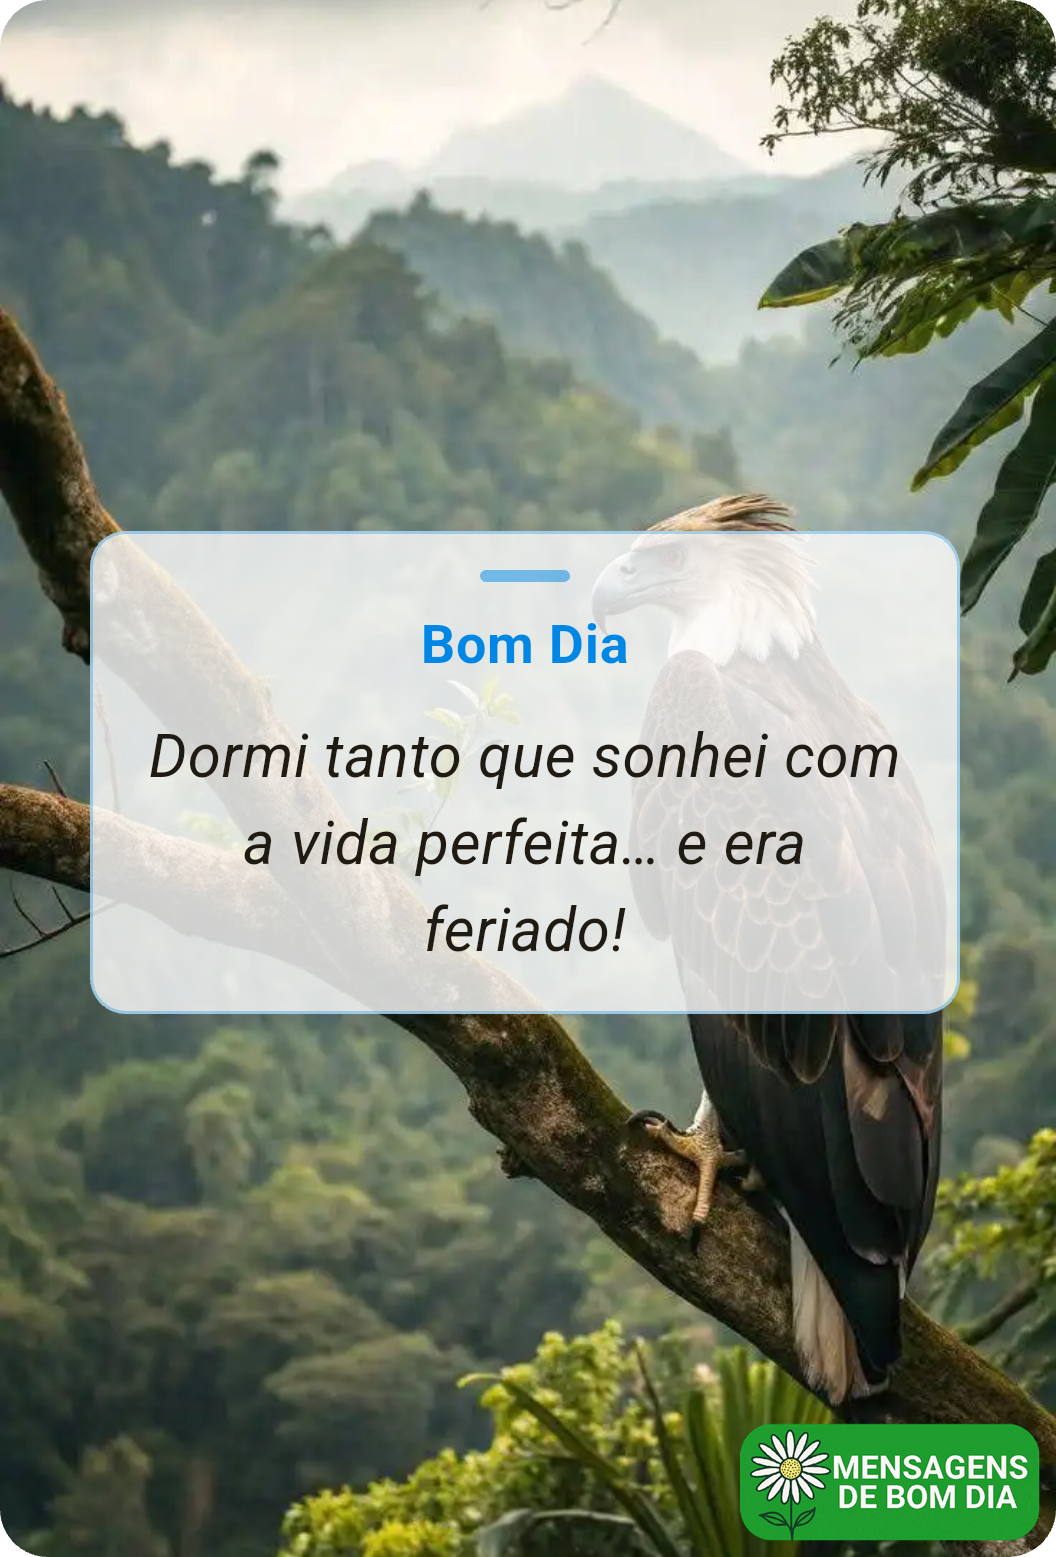 Bom Dia
Dormi tanto que sonhei com
a vida perfeita... e era
feriado!
MENSAGENS
DE BOM DIA